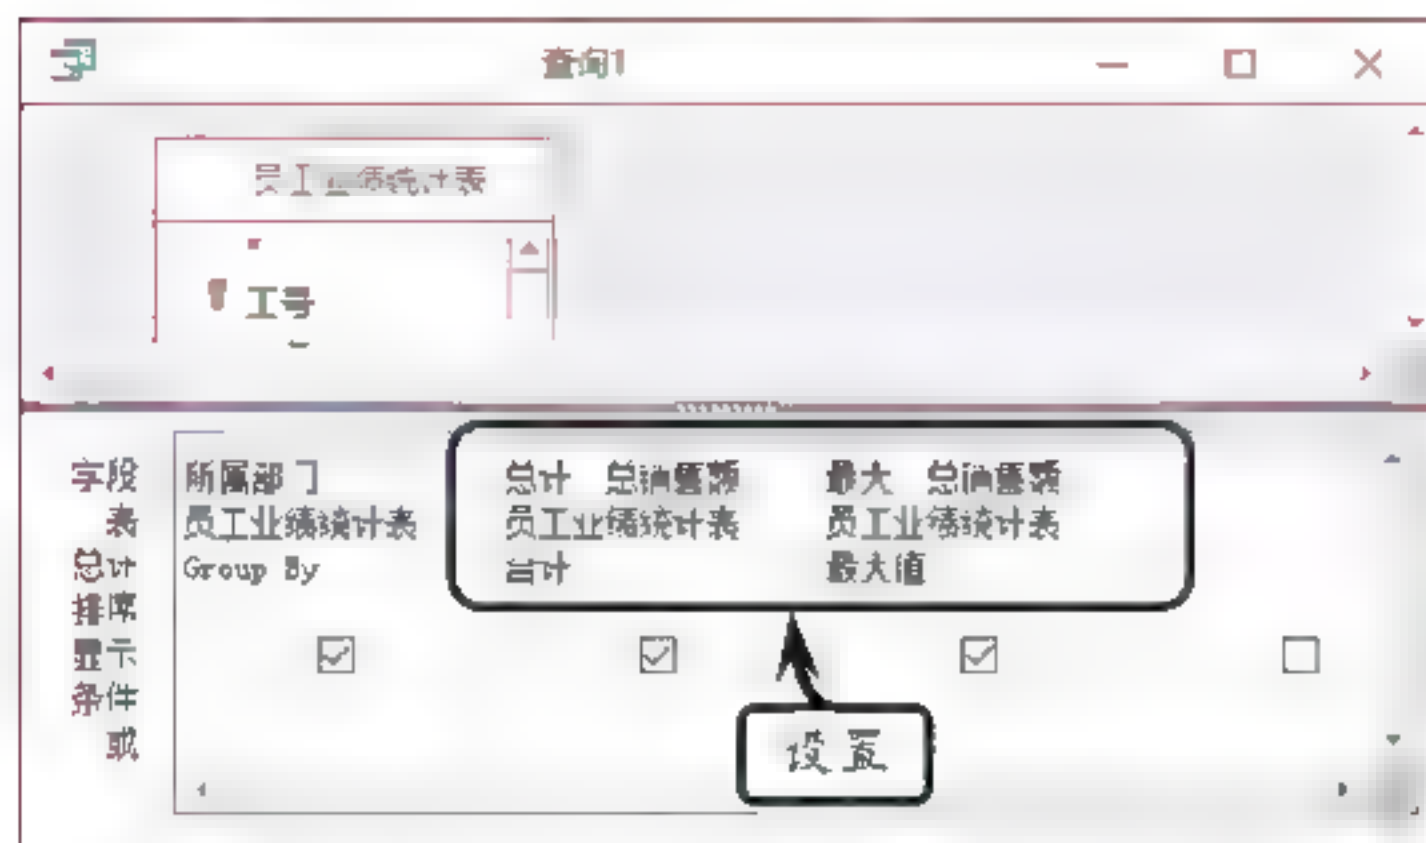 查询1
员工业绩统计表
工号
字段 所属部门 总计 总销售额 最大 总销售额
表 员工业绩统计表 员工业绩统计表 员工业绩统计表
总计 Group By 合计 最大值
排序
显示
条件
或
设置